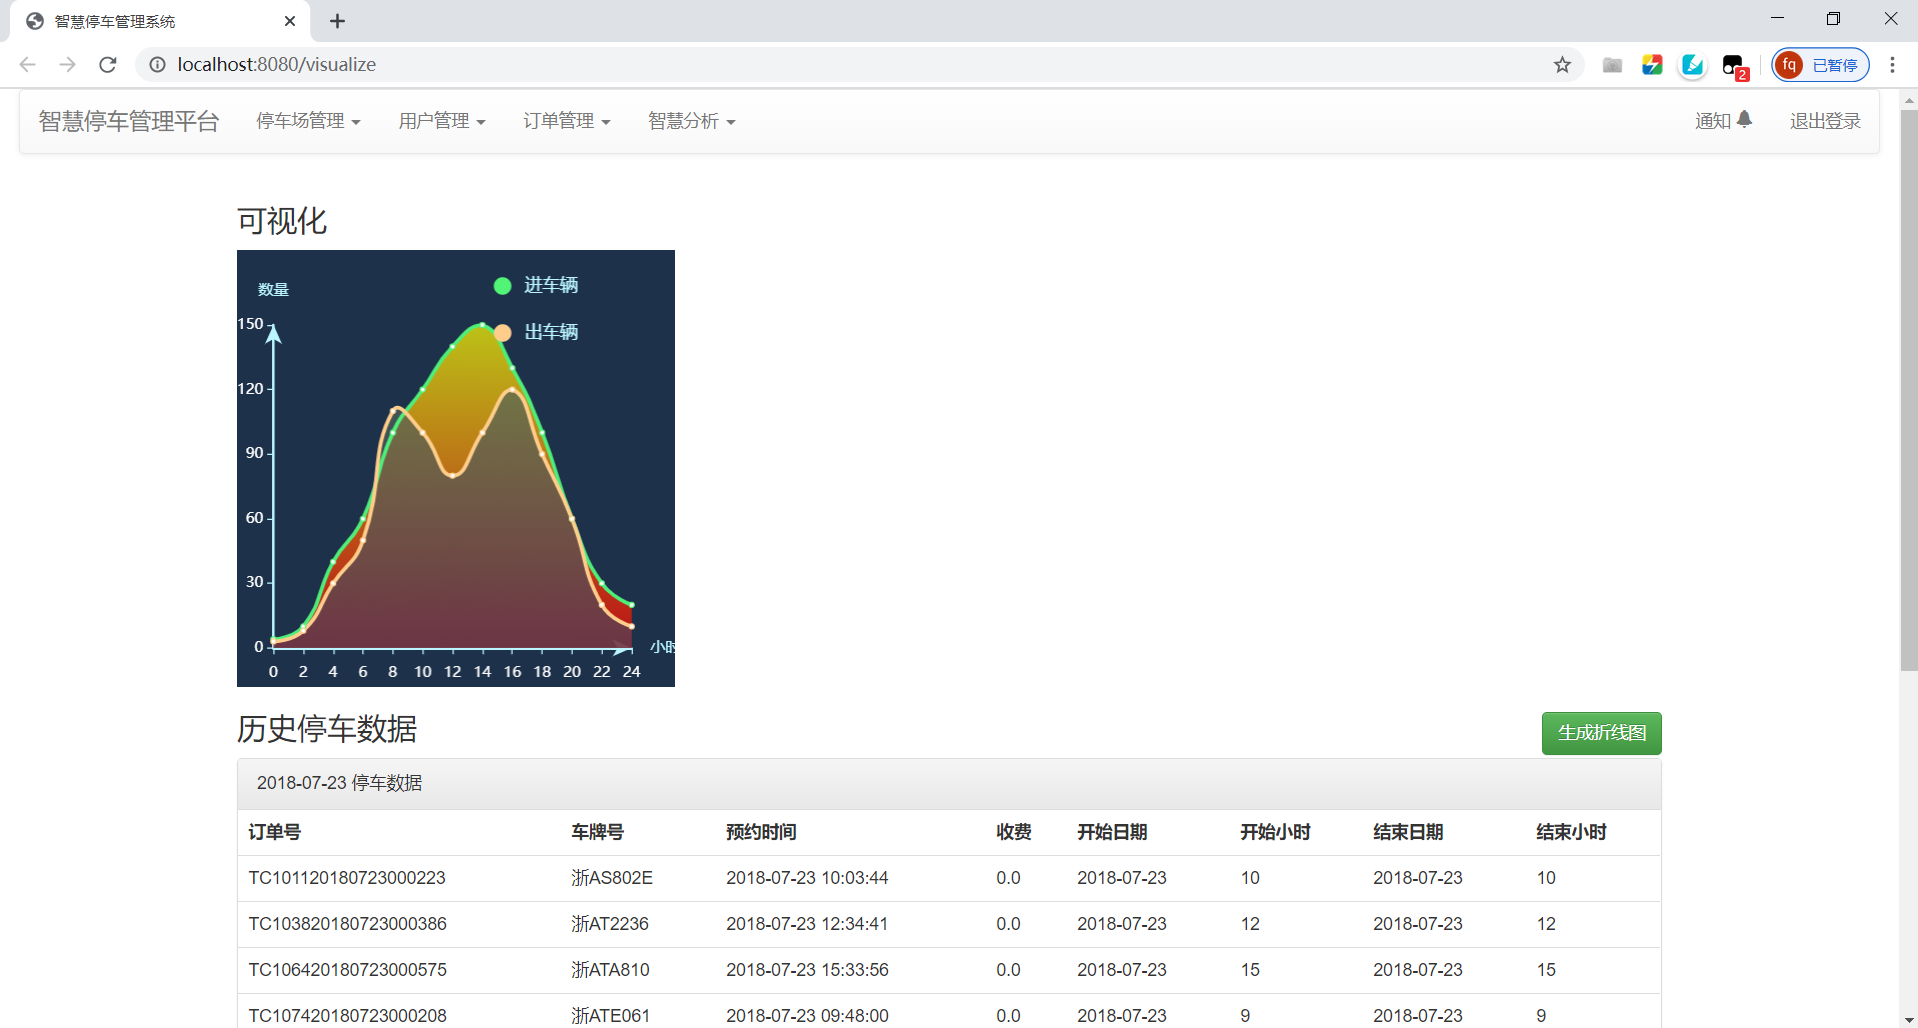 智慧停车管理系统
localhost:8080/visualize
2
fq 已暂停
智慧停车管理平台 停车场管理 用户管理 订单管理 智慧分析 通知 退出登录
可视化
数量
进车辆
出车辆
150
120
90
60
30
0
0 2 4 6 8 10 12 14 16 18 20 22 24
小时
历史停车数据
生成折线图
2018-07-23 停车数据
订单号 车牌号 预约时间 收费 开始日期 开始小时 结束日期 结束小时
TC101120180723000223 浙AS802E 2018-07-23 10:03:44 0.0 2018-07-23 10 2018-07-23 10
TC103820180723000386 浙AT2236 2018-07-23 12:34:41 0.0 2018-07-23 12 2018-07-23 12
TC106420180723000575 浙ATA810 2018-07-23 15:33:56 0.0 2018-07-23 15 2018-07-23 15
TC107420180723000208 浙ATE061 2018-07-23 09:48:00 0.0 2018-07-23 9 2018-07-23 9